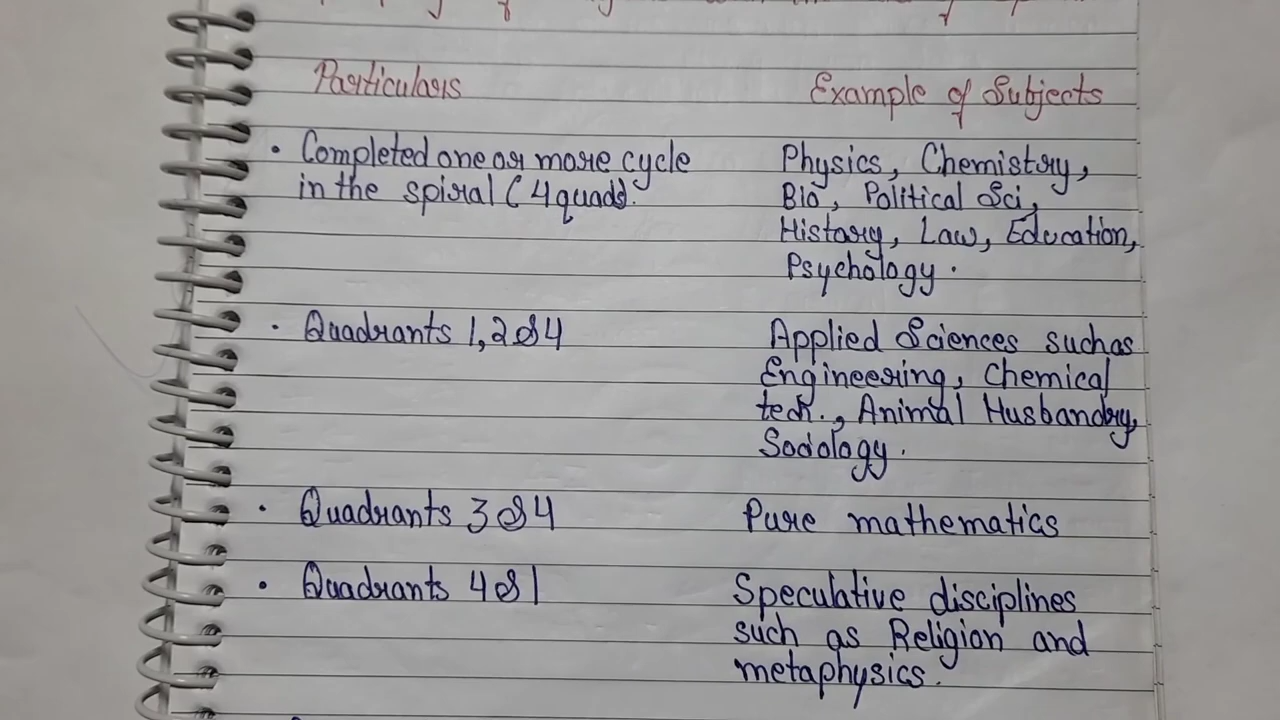 Particulars Example of Subjects
• Completed one or more cycle Physics, Chemistry,
in the spiral (4 quads). Bio, Political Sci,
History, Law, Education,
Psychology.
• Quadrants 1,2 & 4 Applied Sciences such as
Engineering, Chemical
tech., Animal Husbandry,
Sociology.
• Quadrants 3 & 4 Pure mathematics
• Quadrants 4 & 1 Speculative disciplines
such as Religion and
metaphysics.